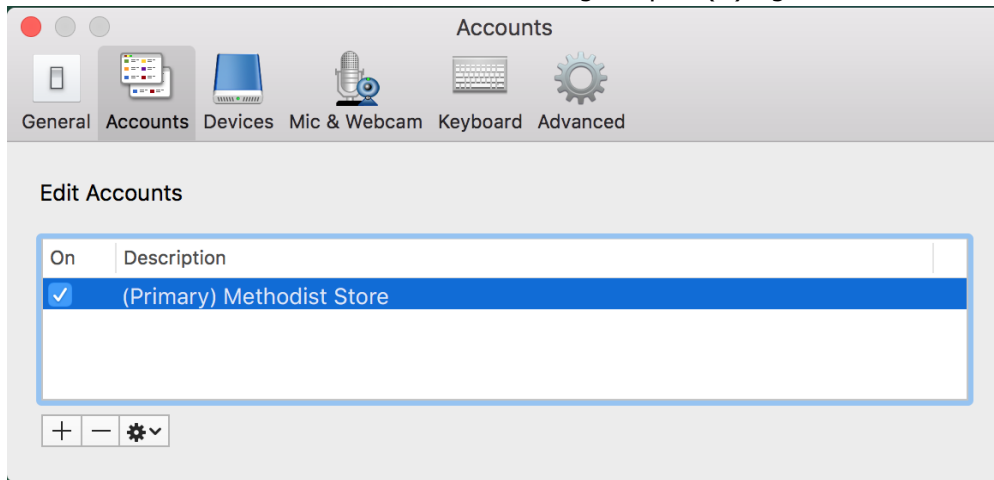 Accounts
General Accounts Devices Mic & Webcam Keyboard Advanced
Edit Accounts
On Description
(Primary) Methodist Store